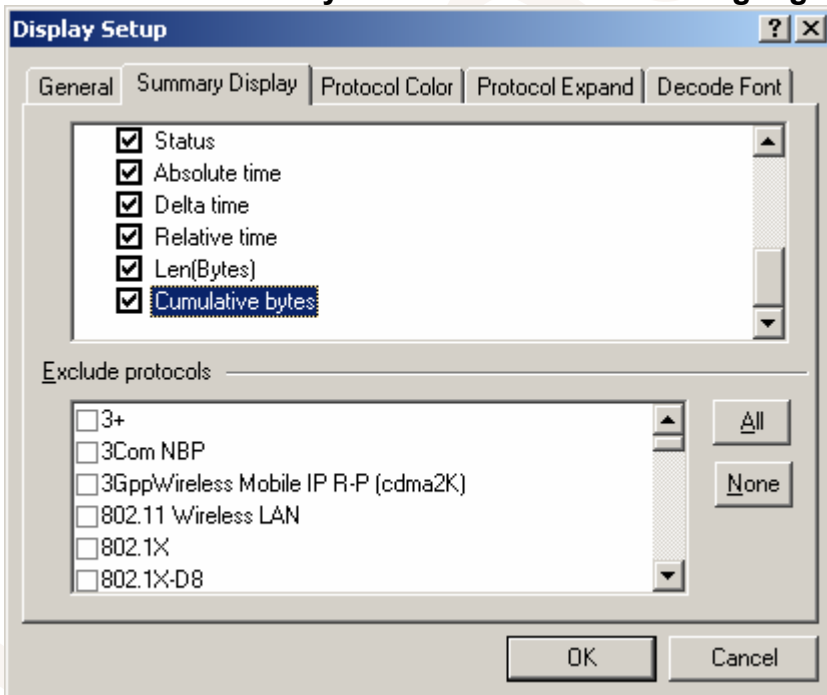 Display Setup
General Summary Display Protocol Color Protocol Expand Decode Font
Status
Absolute time
Delta time
Relative time
Len(Bytes)
Cumulative bytes
Exclude protocols
3+
3Com NBP
3GppWireless Mobile IP R-P (cdma2K)
802.11 Wireless LAN
802.1X
802.1X-D8
All
None
OK Cancel